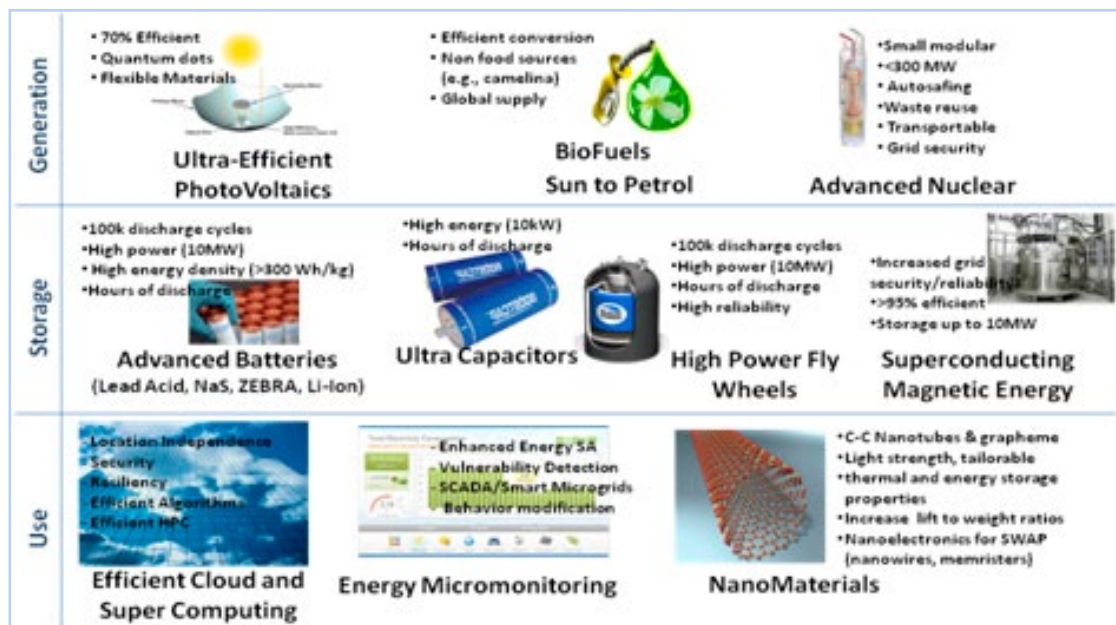 Generation
• 70% Efficient
• Quantum dots
• Flexible Materials
Ultra-Efficient
PhotoVoltaics
• Efficient conversion
• Non food sources
(e.g., camelina)
• Global supply
BioFuels
Sun to Petrol
•Small modular
•<300 MW
•Autosafing
•Waste reuse
•Transportable
•Grid security
Advanced Nuclear
Storage
•100k discharge cycles
•High power (10MW)
• High energy density (>300 Wh/kg)
•Hours of discharge
Advanced Batteries
(Lead Acid, NaS, ZEBRA, Li-Ion)
•High energy (10kW)
•Hours of discharge
Ultra Capacitors
•100k discharge cycles
•High power (10MW)
•Hours of discharge
•High reliability
High Power Fly
Wheels
•Increased grid
security/reliability
•>95% efficient
•Storage up to 10MW
Superconducting
Magnetic Energy
Use
- Location Independence
- Security
- Resiliency
- Efficient Algorithms
- Efficient HPC
Efficient Cloud and
Super Computing
- Enhanced Energy SA
- Vulnerability Detection
- SCADA/Smart Microgrids
- Behavior modification
Energy Micromonitoring
•C-C Nanotubes & grapheme
•Light strength, tailorable
•thermal and energy storage
properties
•Increase lift to weight ratios
•Nanoelectronics for SWAP
(nanowires, memristers)
NanoMaterials